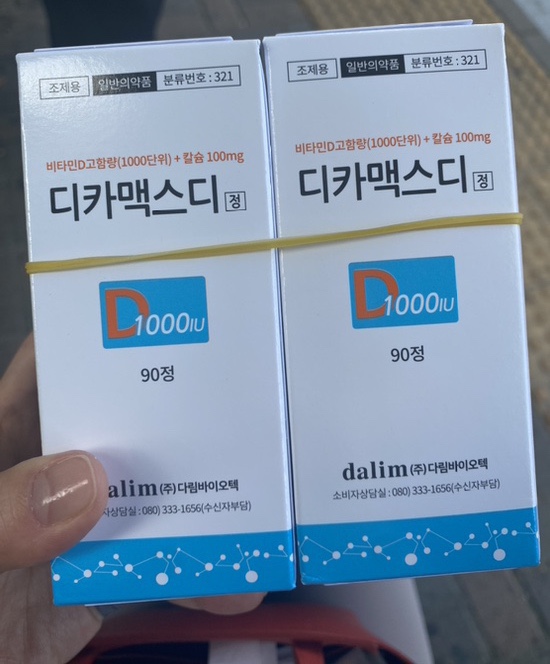 조제용 일반의약품 분류번호 : 321
비타민D고함량(1000단위) + 칼슘 100mg
디카맥스디 정
D1000IU
90정
dalim (주)다림바이오텍
자상담실 : 080) 333-1656(수신자부담)
조제용 일반의약품 분류번호 : 321
비타민D고함량(1000단위) + 칼슘 100mg
디카맥스디 정
D1000IU
90정
dalim (주)다림바이오텍
소비자상담실 : 080) 333-1656(수신자부담)